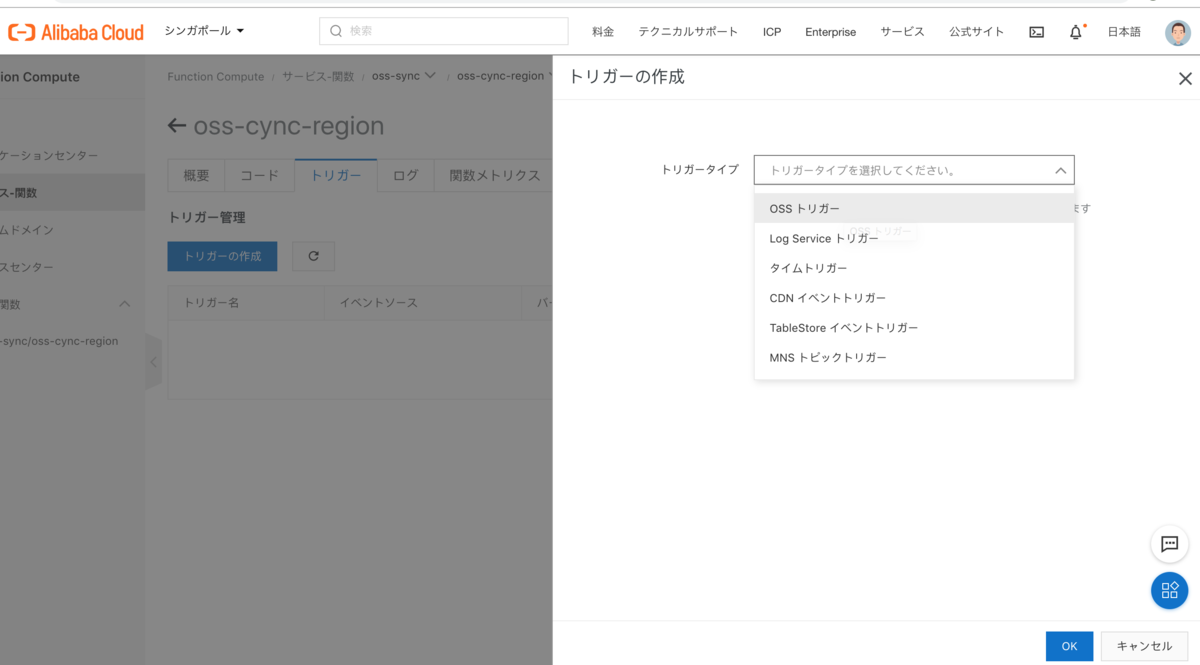 Alibaba Cloud
シンガポール
検索
料金
テクニカルサポート
ICP
Enterprise
サービス
公式サイト
日本語
ion Compute
Function Compute / サービス-関数 / oss-sync / oss-cync-region
トリガーの作成
oss-cync-region
ケーションセンター
ス-関数
ムドメイン
スセンター
関数
-sync/oss-cync-region
概要
コード
トリガー
ログ
関数メトリクス
トリガー管理
トリガーの作成
トリガー名
イベントソース
バー
トリガータイプ
トリガータイプを選択してください。
ます
OSS トリガー
OSS トリガー
Log Service トリガー
タイムトリガー
CDN イベントトリガー
TableStore イベントトリガー
MNS トピックトリガー
OK
キャンセル